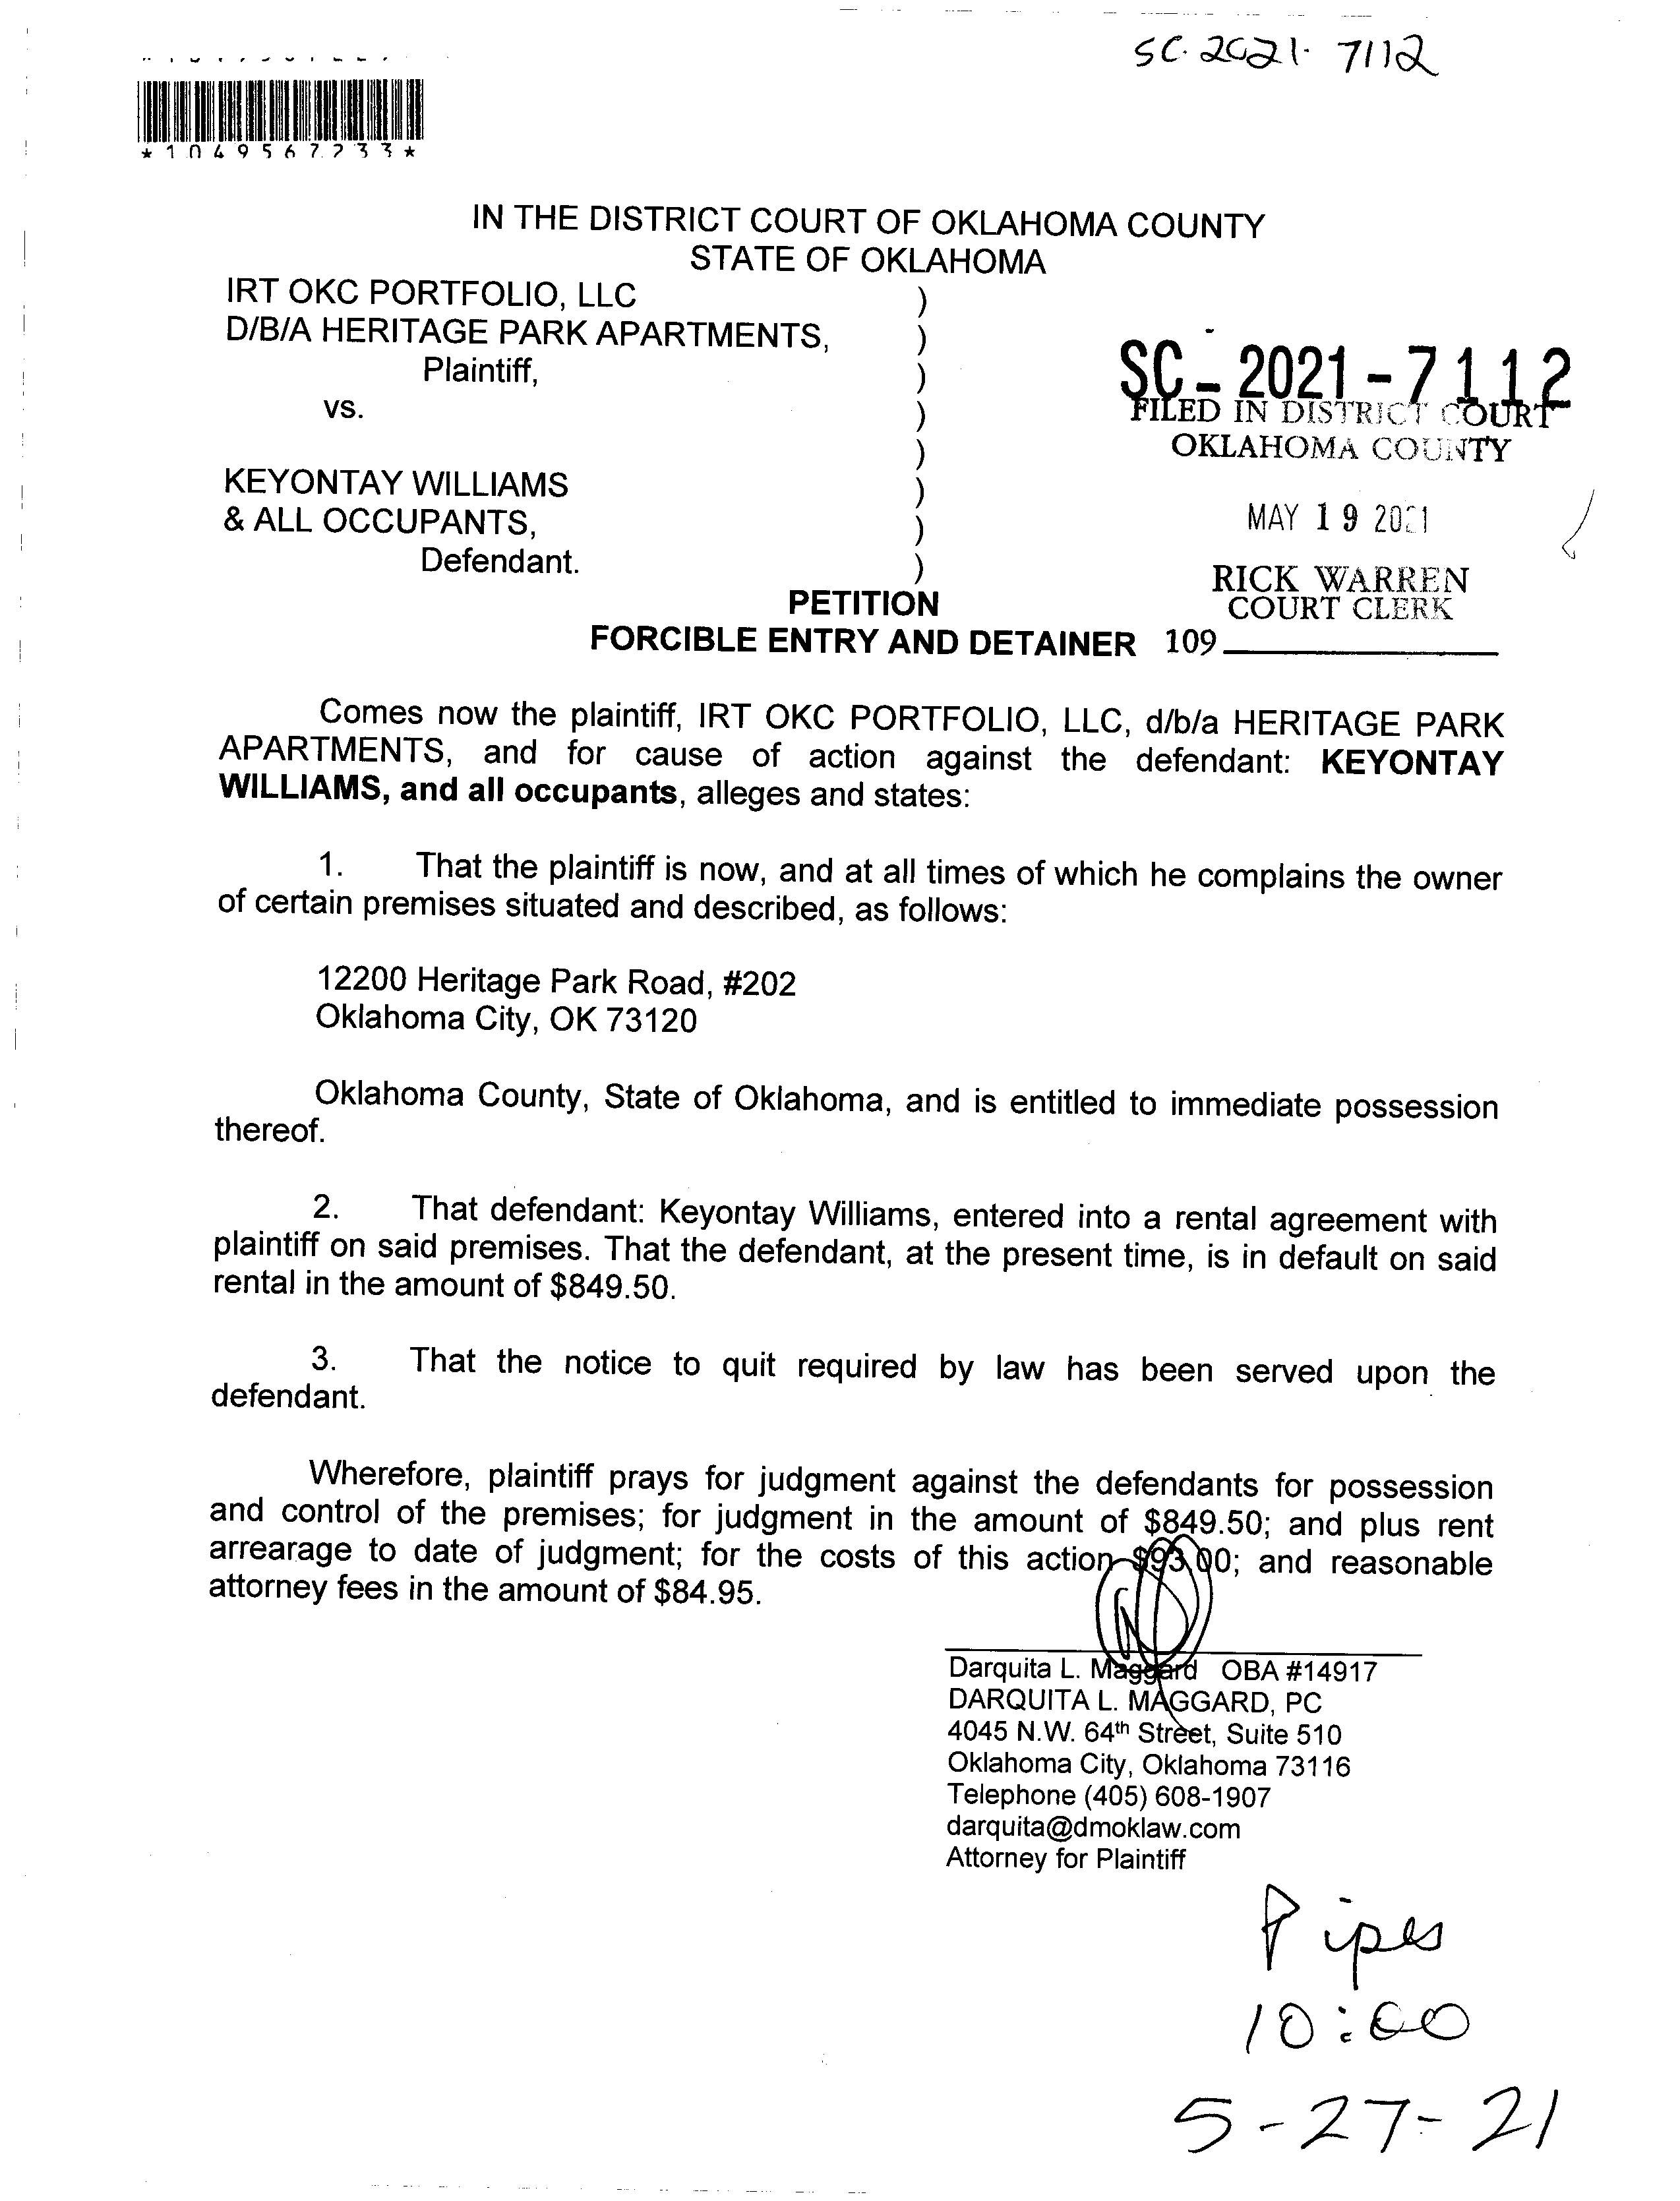 SC-2021-7112
*1049567233*
IN THE DISTRICT COURT OF OKLAHOMA COUNTY
STATE OF OKLAHOMA
IRT OKC PORTFOLIO, LLC )
D/B/A HERITAGE PARK APARTMENTS, )
Plaintiff, )
vs. )
)
KEYONTAY WILLIAMS )
& ALL OCCUPANTS, )
Defendant. )
SC-2021-7112
FILED IN DISTRICT COURT
OKLAHOMA COUNTY
MAY 19 2021
RICK WARREN
COURT CLERK
109
PETITION
FORCIBLE ENTRY AND DETAINER
Comes now the plaintiff, IRT OKC PORTFOLIO, LLC, d/b/a HERITAGE PARK
APARTMENTS, and for cause of action against the defendant: KEYONTAY
WILLIAMS, and all occupants, alleges and states:
1. That the plaintiff is now, and at all times of which he complains the owner
of certain premises situated and described, as follows:
12200 Heritage Park Road, #202
Oklahoma City, OK 73120
Oklahoma County, State of Oklahoma, and is entitled to immediate possession
thereof.
2. That defendant: Keyontay Williams, entered into a rental agreement with
plaintiff on said premises. That the defendant, at the present time, is in default on said
rental in the amount of $849.50.
3. That the notice to quit required by law has been served upon the
defendant.
Wherefore, plaintiff prays for judgment against the defendants for possession
and control of the premises; for judgment in the amount of $849.50; and plus rent
arrearage to date of judgment; for the costs of this action $93.00; and reasonable
attorney fees in the amount of $84.95.
Darquita L. Maggard OBA #14917
DARQUITA L. MAGGARD, PC
4045 N.W. 64th Street, Suite 510
Oklahoma City, Oklahoma 73116
Telephone (405) 608-1907
darquita@dmoklaw.com
Attorney for Plaintiff
Pipes
10:00
5-27-21